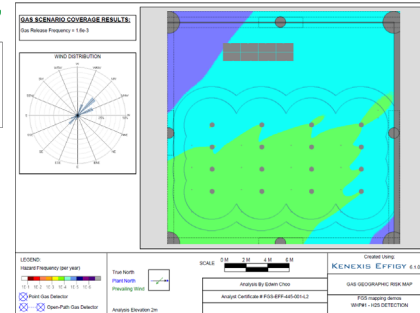 GAS SCENARIO COVERAGE RESULTS:
Gas Release Frequency = 1.6e-3
WIND DISTRIBUTION
LEGEND:
Hazard Frequency (per year)
Point Gas Detector
Open-Path Gas Detector
True North
Plant North
Prevailing Wind
Analysis Elevation 2m
SCALE 0 M 2 M 4 M 6 M
Analysis By Edwin Choo
Analyst Certificate # FGS-EFF-445-001-L2
Created Using:
KENEXIS EFFIGY
GAS GEOGRAPHIC RISK MAP
FGS mapping demos
WHP#1 - H2S DETECTION